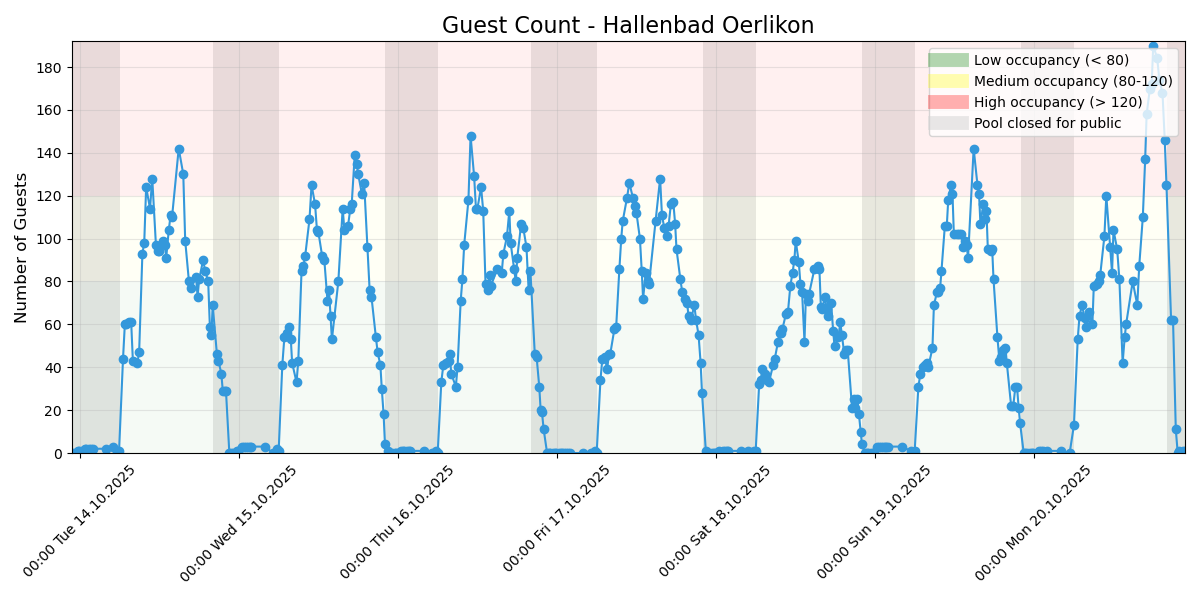 Guest Count - Hallenbad Oerlikon
Number of Guests
180
160
140
120
100
80
60
40
20
0
Low occupancy (< 80)
Medium occupancy (80-120)
High occupancy (> 120)
Pool closed for public
00:00 Tue 14.10.2025
00:00 Wed 15.10.2025
00:00 Thu 16.10.2025
00:00 Fri 17.10.2025
00:00 Sat 18.10.2025
00:00 Sun 19.10.2025
00:00 Mon 20.10.2025